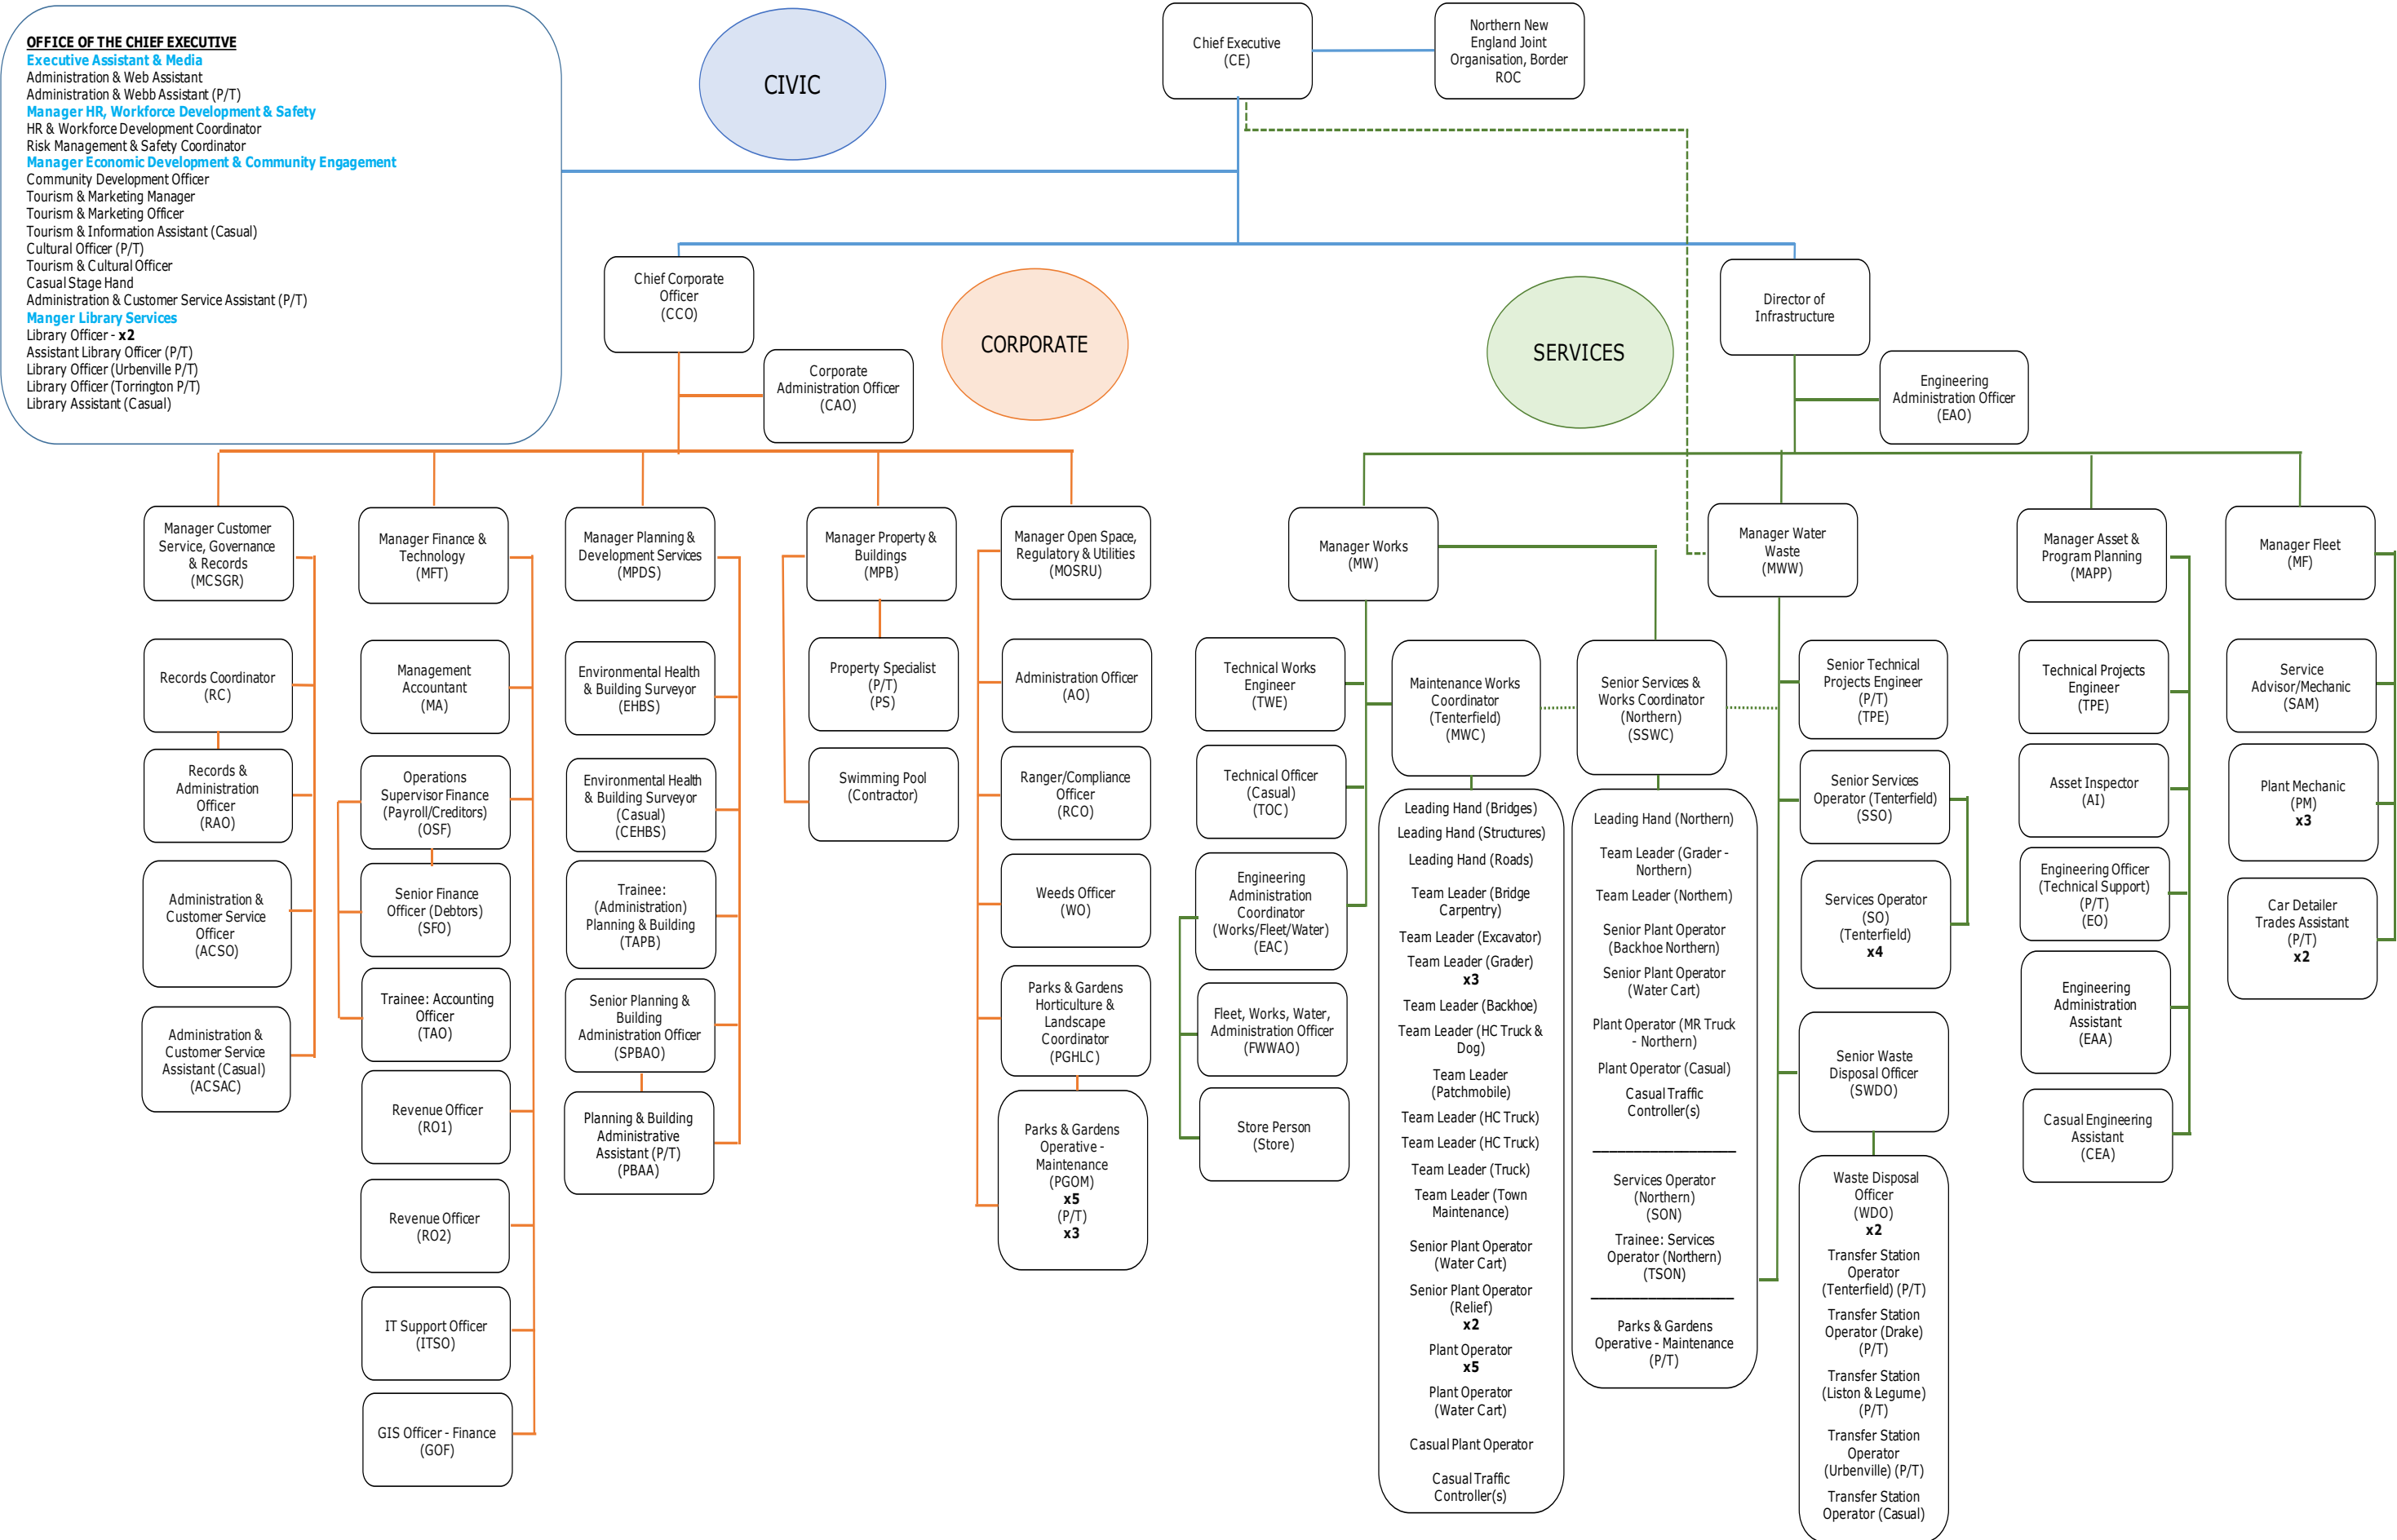 OFFICE OF THE CHIEF EXECUTIVE
Executive Assistant & Media
Administration & Web Assistant
Administration & Webb Assistant (P/T)
Manager HR, Workforce Development & Safety
HR & Workforce Development Coordinator
Risk Management & Safety Coordinator
Manager Economic Development & Community Engagement
Community Development Officer
Tourism & Marketing Manager
Tourism & Marketing Officer
Tourism & Information Assistant (Casual)
Cultural Officer (P/T)
Tourism & Cultural Officer
Casual Stage Hand
Administration & Customer Service Assistant (P/T)
Manger Library Services
Library Officer - x2
Assistant Library Officer (P/T)
Library Officer (Urbenville P/T)
Library Officer (Torrington P/T)
Library Assistant (Casual)
CIVIC
Chief Executive
(CE)
Northern New
England Joint
Organisation, Border
ROC
Chief Corporate
Officer
(CCO)
CORPORATE
SERVICES
Director of
Infrastructure
Corporate
Administration Officer
(CAO)
Engineering
Administration Officer
(EAO)
Manager Customer
Service, Governance
& Records
(MCSGR)
Records Coordinator
(RC)
Records &
Administration
Officer
(RAO)
Administration &
Customer Service
Officer
(ACSO)
Administration &
Customer Service
Assistant (Casual)
(ACSAC)
Manager Finance &
Technology
(MFT)
Management
Accountant
(MA)
Operations
Supervisor Finance
(Payroll/Creditors)
(OSF)
Senior Finance
Officer (Debtors)
(SFO)
Trainee: Accounting
Officer
(TAO)
Revenue Officer
(RO1)
Revenue Officer
(RO2)
IT Support Officer
(ITSO)
GIS Officer - Finance
(GOF)
Manager Planning &
Development Services
(MPDS)
Environmental Health
& Building Surveyor
(EHBS)
Environmental Health
& Building Surveyor
(Casual)
(CEHBS)
Trainee:
(Administration)
Planning & Building
(TAPB)
Senior Planning &
Building
Administration Officer
(SPBAO)
Planning & Building
Administrative
Assistant (P/T)
(PBAA)
Manager Property &
Buildings
(MPB)
Property Specialist
(P/T)
(PS)
Swimming Pool
(Contractor)
Manager Open Space,
Regulatory & Utilities
(MOSRU)
Administration Officer
(AO)
Ranger/Compliance
Officer
(RCO)
Weeds Officer
(WO)
Parks & Gardens
Horticulture &
Landscape
Coordinator
(PGHLC)
Parks & Gardens
Operative -
Maintenance
(PGOM)
x5
(P/T)
x3
Manager Works
(MW)
Technical Works
Engineer
(TWE)
Technical Officer
(Casual)
(TOC)
Engineering
Administration
Coordinator
(Works/Fleet/Water)
(EAC)
Fleet, Works, Water,
Administration Officer
(FWWAO)
Store Person
(Store)
Maintenance Works
Coordinator
(Tenterfield)
(MWC)
Leading Hand (Bridges)
Leading Hand (Structures)
Leading Hand (Roads)
Team Leader (Bridge
Carpentry)
Team Leader (Excavator)
Team Leader (Grader)
x3
Team Leader (Backhoe)
Team Leader (HC Truck &
Dog)
Team Leader
(Patchmobile)
Team Leader (HC Truck)
Team Leader (HC Truck)
Team Leader (Truck)
Team Leader (Town
Maintenance)
Senior Plant Operator
(Water Cart)
Senior Plant Operator
(Relief)
x2
Plant Operator
x5
Plant Operator
(Water Cart)
Casual Plant Operator
Casual Traffic
Controller(s)
Senior Services &
Works Coordinator
(Northern)
(SSWC)
Leading Hand (Northern)
Team Leader (Grader -
Northern)
Team Leader (Northern)
Senior Plant Operator
(Backhoe Northern)
Senior Plant Operator
(Water Cart)
Plant Operator (MR Truck
- Northern)
Plant Operator (Casual)
Casual Traffic
Controller(s)
Services Operator
(Northern)
(SON)
Trainee: Services
Operator (Northern)
(TSON)
Parks & Gardens
Operative - Maintenance
(P/T)
Manager Water
Waste
(MWW)
Senior Technical
Projects Engineer
(P/T)
(TPE)
Senior Services
Operator (Tenterfield)
(SSO)
Services Operator
(SO)
(Tenterfield)
x4
Senior Waste
Disposal Officer
(SWDO)
Waste Disposal
Officer
(WDO)
x2
Transfer Station
Operator
(Tenterfield) (P/T)
Transfer Station
Operator (Drake)
(P/T)
Transfer Station
(Liston & Legume)
(P/T)
Transfer Station
Operator
(Urbenville) (P/T)
Transfer Station
Operator (Casual)
Manager Asset &
Program Planning
(MAPP)
Technical Projects
Engineer
(TPE)
Asset Inspector
(AI)
Engineering Officer
(Technical Support)
(P/T)
(EO)
Engineering
Administration
Assistant
(EAA)
Casual Engineering
Assistant
(CEA)
Manager Fleet
(MF)
Service
Advisor/Mechanic
(SAM)
Plant Mechanic
(PM)
x3
Car Detailer
Trades Assistant
(P/T)
x2